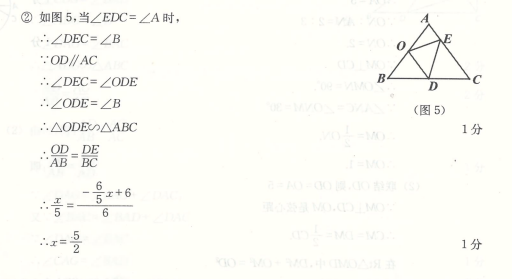 ② 如图5,当∠EDC=∠A时,
∴∠DEC=∠B
∵OD∥AC
∴∠DEC=∠ODE
∴∠ODE=∠B
∴△ODE∽△ABC
∴OD/AB=DE/BC
∴x/5=(-6/5x+6)/6
∴x=5/2
A
O
E
B
D
C
(图5)
1分
1分